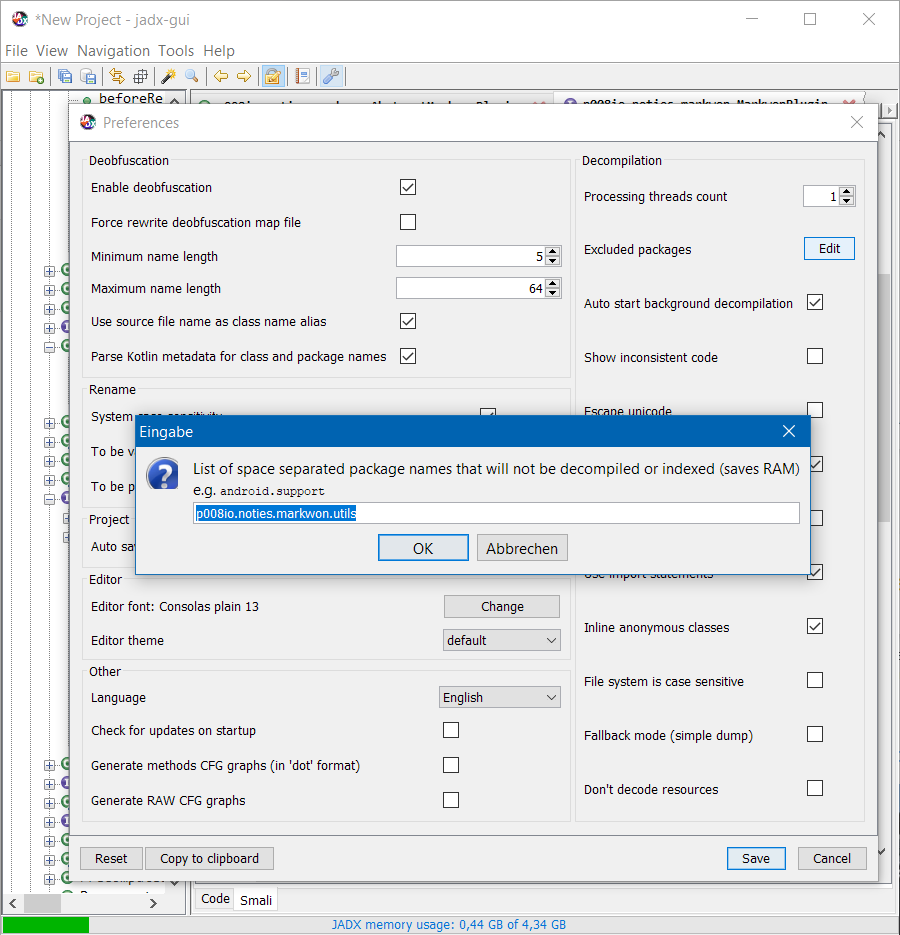 *New Project - jadx-gui
File View Navigation Tools Help
beforeRe
p008io.noties.markwon.MarkwonPlugin
Preferences
Deobfuscation
Enable deobfuscation
Force rewrite deobfuscation map file
Minimum name length 5
Maximum name length 64
Use source file name as class name alias
Parse Kotlin metadata for class and package names
Rename
System case sensitivity
To be v
To be p
Project
Auto sa
Editor
Editor font: Consolas plain 13 Change
Editor theme default
Other
Language English
Check for updates on startup
Generate methods CFG graphs (in 'dot' format)
Generate RAW CFG graphs
Decompilation
Processing threads count 1
Excluded packages Edit
Auto start background decompilation
Show inconsistent code
Escape unicode
Use import statements
Inline anonymous classes
File system is case sensitive
Fallback mode (simple dump)
Don't decode resources
Eingabe
List of space separated package names that will not be decompiled or indexed (saves RAM)
e.g. android.support
p008io.noties.markwon.utils
OK Abbrechen
Reset Copy to clipboard Save Cancel
Code Smali
JADX memory usage: 0,44 GB of 4,34 GB